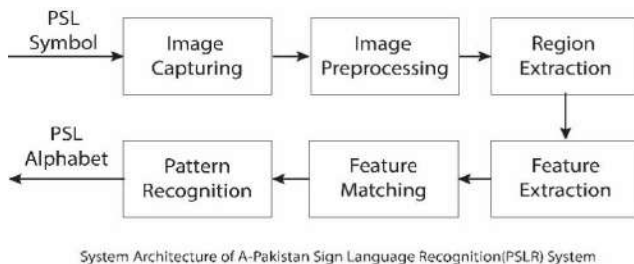 PSL
Symbol
Image
Capturing
Image
Preprocessing
Region
Extraction
PSL
Alphabet
Pattern
Recognition
Feature
Matching
Feature
Extraction
System Architecture of A-Pakistan Sign Language Recognition(PSLR) System